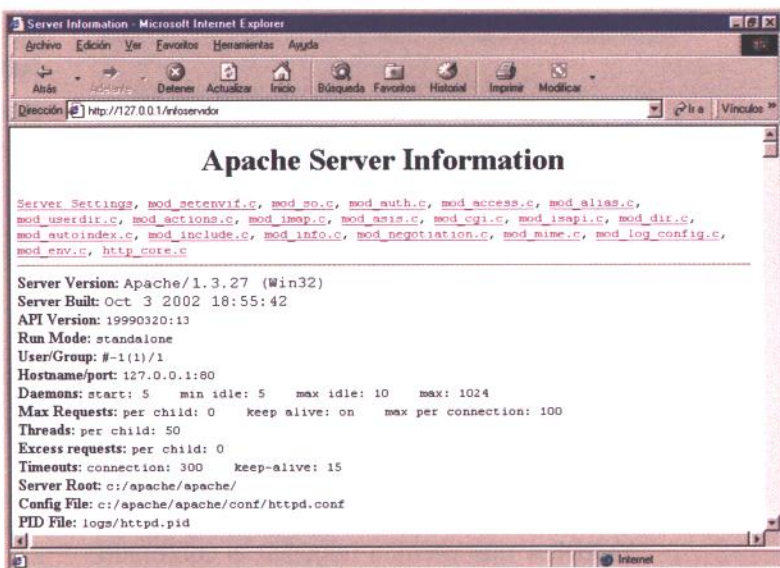 Server Information - Microsoft Internet Explorer
Archivo Edición Ver Favoritos Herramientas Ayuda
Atrás Adelante Detener Actualizar Inicio Búsqueda Favoritos Historial Imprimir Modificar
Dirección http://127.0.0.1/infoservidor Ir a Vínculos »
Apache Server Information
Server Settings, mod_setenvif.c, mod_so.c, mod_auth.c, mod_access.c, mod_alias.c,
mod_userdir.c, mod_actions.c, mod_imap.c, mod_asis.c, mod_cgi.c, mod_isapi.c, mod_dir.c,
mod_autoindex.c, mod_include.c, mod_info.c, mod_negotiation.c, mod_mime.c, mod_log_config.c,
mod_env.c, http_core.c
Server Version: Apache/1.3.27 (Win32)
Server Built: Oct 3 2002 18:55:42
API Version: 19990320:13
Run Mode: standalone
User/Group: #-1(1)/1
Hostname/port: 127.0.0.1:80
Daemons: start: 5 min idle: 5 max idle: 10 max: 1024
Max Requests: per child: 0 keep alive: on max per connection: 100
Threads: per child: 50
Excess requests: per child: 0
Timeouts: connection: 300 keep-alive: 15
Server Root: c:/apache/apache/
Config File: c:/apache/apache/conf/httpd.conf
PID File: logs/httpd.pid
Internet